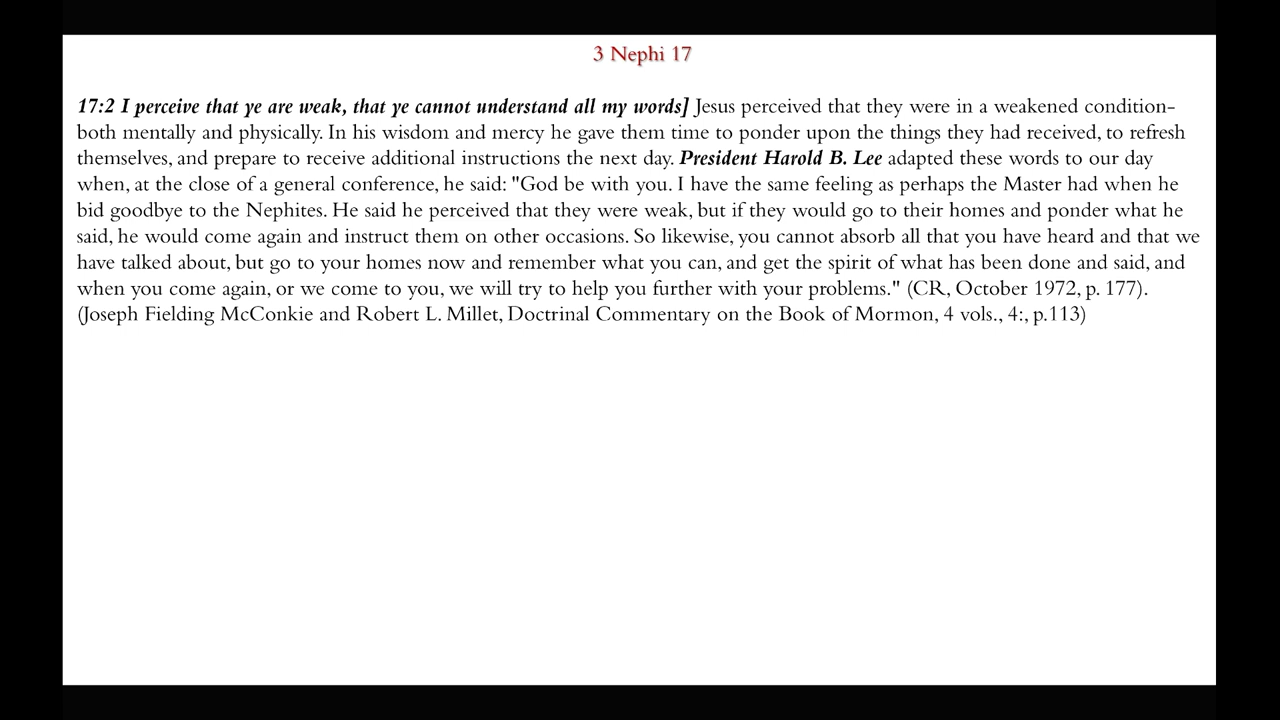 3 Nephi 17
17:2 I perceive that ye are weak, that ye cannot understand all my words] Jesus perceived that they were in a weakened condition-
both mentally and physically. In his wisdom and mercy he gave them time to ponder upon the things they had received, to refresh
themselves, and prepare to receive additional instructions the next day. President Harold B. Lee adapted these words to our day
when, at the close of a general conference, he said: "God be with you. I have the same feeling as perhaps the Master had when he
bid goodbye to the Nephites. He said he perceived that they were weak, but if they would go to their homes and ponder what he
said, he would come again and instruct them on other occasions. So likewise, you cannot absorb all that you have heard and that we
have talked about, but go to your homes now and remember what you can, and get the spirit of what has been done and said, and
when you come again, or we come to you, we will try to help you further with your problems." (CR, October 1972, p. 177).
(Joseph Fielding McConkie and Robert L. Millet, Doctrinal Commentary on the Book of Mormon, 4 vols., 4:, p.113)